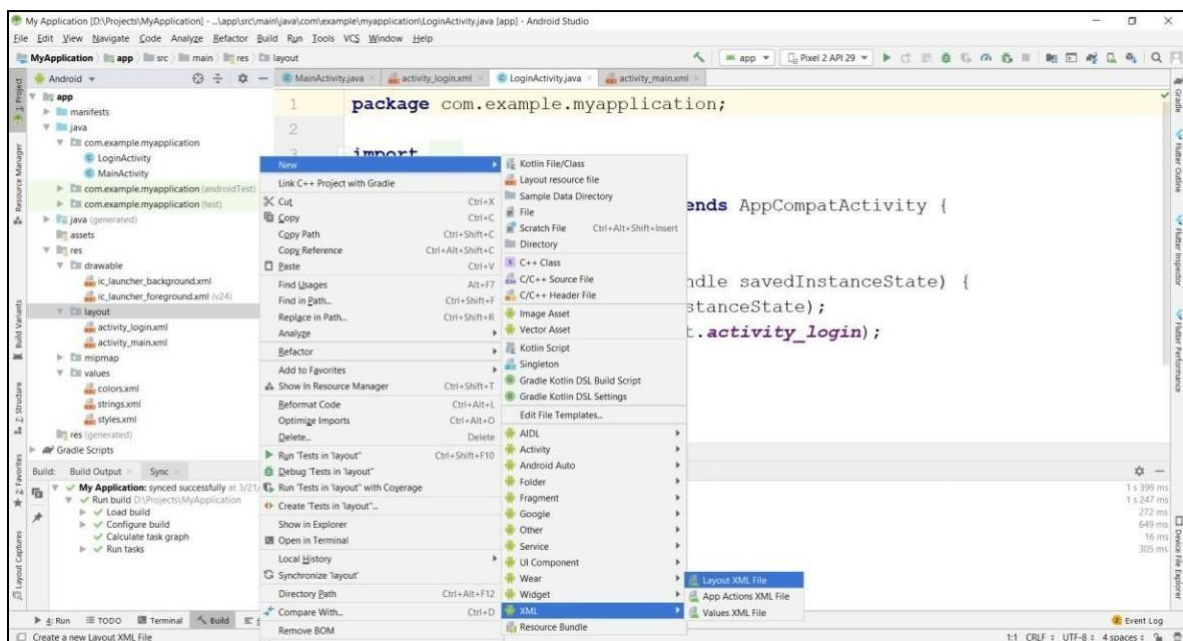 My Application [D:\Projects\MyApplication] - ...\app\src\main\java\com\example\myapplication\LoginActivity.java [app] - Android Studio
File Edit View Navigate Code Analyze Refactor Build Run Tools VCS Window Help
MyApplication app src main res layout
app Pixel 2 API 29
Android
MainActivity.java activity_login.xml LoginActivity.java activity_main.xml
1: Project
Resource Manager
Build Variants
Z: Structure
2: Favorites
Layout Captures
app
manifests
java
com.example.myapplication
LoginActivity
MainActivity
com.example.myapplication (androidTest)
com.example.myapplication (test)
java (generated)
assets
res
drawable
ic_launcher_background.xml
ic_launcher_foreground.xml (v24)
layout
activity_login.xml
activity_main.xml
mipmap
values
colors.xml
strings.xml
styles.xml
res (generated)
Gradle Scripts
1 package com.example.myapplication;
2
3 import
ends AppCompatActivity {
ndle savedInstanceState) {
stanceState);
t.activity_login);
New
Link C++ Project with Gradle
Cut Ctrl+X
Copy Ctrl+C
Copy Path Ctrl+Shift+C
Copy Reference Ctrl+Alt+Shift+C
Paste Ctrl+V
Find Usages Alt+F7
Find in Path... Ctrl+Shift+F
Replace in Path... Ctrl+Shift+R
Analyze
Refactor
Add to Favorites
Show In Resource Manager Ctrl+Shift+T
Reformat Code Ctrl+Alt+L
Optimize Imports Ctrl+Alt+O
Delete... Delete
Run 'Tests in 'layout'' Ctrl+Shift+F10
Debug 'Tests in 'layout''
Run 'Tests in 'layout'' with Coverage
Create 'Tests in 'layout''...
Show in Explorer
Open in Terminal
Local History
Synchronize 'layout'
Directory Path Ctrl+Alt+F12
Compare With... Ctrl+D
Remove BOM
Kotlin File/Class
Layout resource file
Sample Data Directory
File
Scratch File Ctrl+Alt+Shift+Insert
Directory
C++ Class
C/C++ Source File
C/C++ Header File
Image Asset
Vector Asset
Kotlin Script
Singleton
Gradle Kotlin DSL Build Script
Gradle Kotlin DSL Settings
Edit File Templates...
AIDL
Activity
Android Auto
Folder
Fragment
Google
Other
Service
UI Component
Wear
Widget
XML
Resource Bundle
Layout XML File
App Actions XML File
Values XML File
Gradle
Flutter Outline
Flutter Inspector
Flutter Performance
Device File Explorer
Build: Build Output Sync
My Application: synced successfully at 3/21/
Run build D:\Projects\MyApplication
Load build
Configure build
Calculate task graph
Run tasks
1 s 399 ms
1 s 247 ms
272 ms
649 ms
16 ms
305 ms
4: Run TODO Terminal Build
2 Event Log
Create a new Layout XML File
1:1 CRLF UTF-8 4 spaces